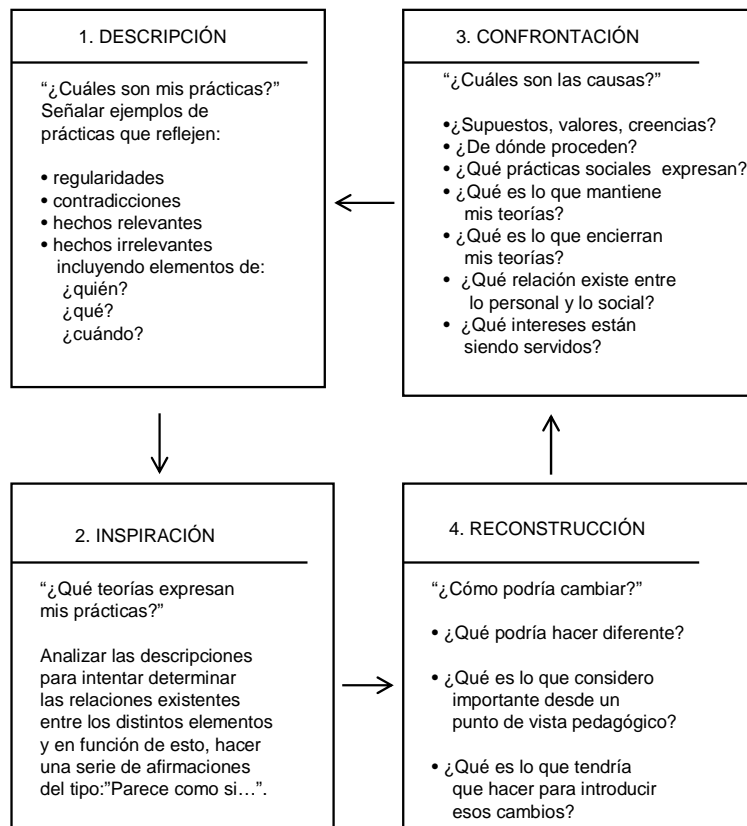 1. DESCRIPCIÓN
“¿Cuáles son mis prácticas?”
Señalar ejemplos de
prácticas que reflejen:
• regularidades
• contradicciones
• hechos relevantes
• hechos irrelevantes
incluyendo elementos de:
¿quién?
¿qué?
¿cuándo?
2. INSPIRACIÓN
“¿Qué teorías expresan
mis prácticas?”
Analizar las descripciones
para intentar determinar
las relaciones existentes
entre los distintos elementos
y en función de esto, hacer
una serie de afirmaciones
del tipo:”Parece como si…”.
3. CONFRONTACIÓN
“¿Cuáles son las causas?”
•¿Supuestos, valores, creencias?
• ¿De dónde proceden?
• ¿Qué prácticas sociales expresan?
• ¿Qué es lo que mantiene
mis teorías?
• ¿Qué es lo que encierran
mis teorías?
• ¿Qué relación existe entre
lo personal y lo social?
• ¿Qué intereses están
siendo servidos?
4. RECONSTRUCCIÓN
“¿Cómo podría cambiar?”
• ¿Qué podría hacer diferente?
• ¿Qué es lo que considero
importante desde un
punto de vista pedagógico?
• ¿Qué es lo que tendría
que hacer para introducir
esos cambios?